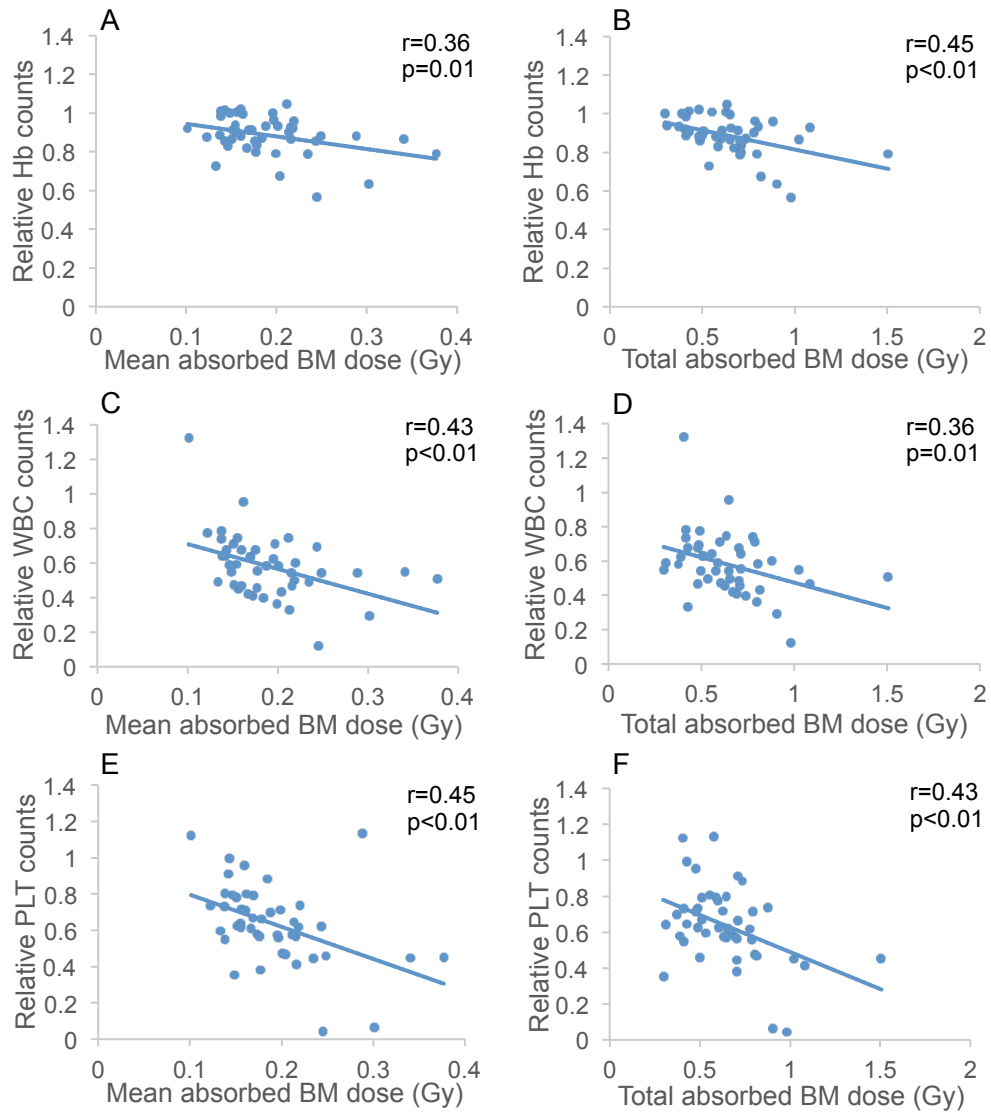 A
r=0.36
p=0.01
Relative Hb counts
1.4
1.2
1
0.8
0.6
0.4
0.2
0
0 0.1 0.2 0.3 0.4
Mean absorbed BM dose (Gy)
B
r=0.45
p<0.01
Relative Hb counts
1.4
1.2
1
0.8
0.6
0.4
0.2
0
0 0.5 1 1.5 2
Total absorbed BM dose (Gy)
C
r=0.43
p<0.01
Relative WBC counts
1.4
1.2
1
0.8
0.6
0.4
0.2
0
0 0.1 0.2 0.3 0.4
Mean absorbed BM dose (Gy)
D
r=0.36
p=0.01
Relative WBC counts
1.4
1.2
1
0.8
0.6
0.4
0.2
0
0 0.5 1 1.5 2
Total absorbed BM dose (Gy)
E
r=0.45
p<0.01
Relative PLT counts
1.4
1.2
1
0.8
0.6
0.4
0.2
0
0 0.1 0.2 0.3 0.4
Mean absorbed BM dose (Gy)
F
r=0.43
p<0.01
Relative PLT counts
1.4
1.2
1
0.8
0.6
0.4
0.2
0
0 0.5 1 1.5 2
Total absorbed BM dose (Gy)